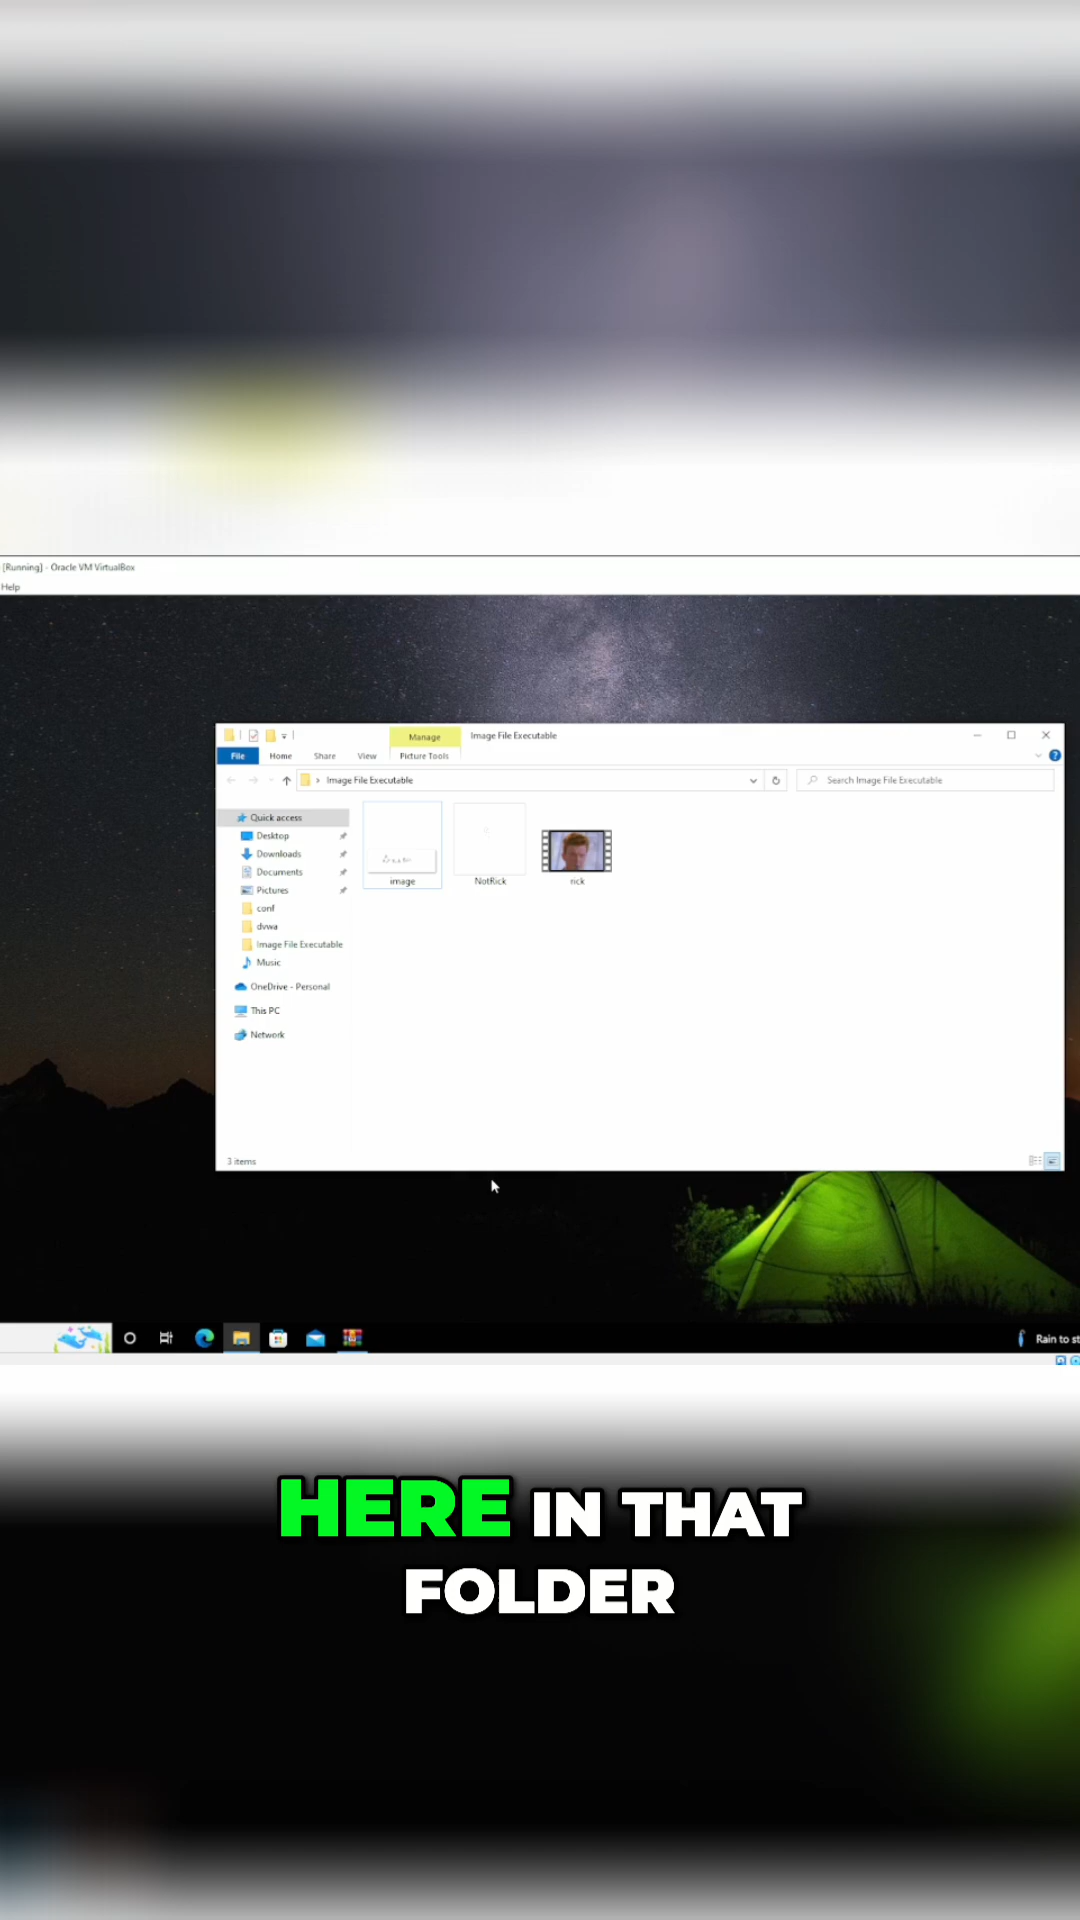 [Running] - Oracle VM VirtualBox
Help
Manage
Image File Executable
File
Home
Share
View
Picture Tools
Image File Executable
Search Image File Executable
Quick access
Desktop
Downloads
Documents
Pictures
conf
dvwa
Image File Executable
Music
OneDrive - Personal
This PC
Network
image
NotRick
rick
3 items
Rain to st
HERE IN THAT
FOLDER